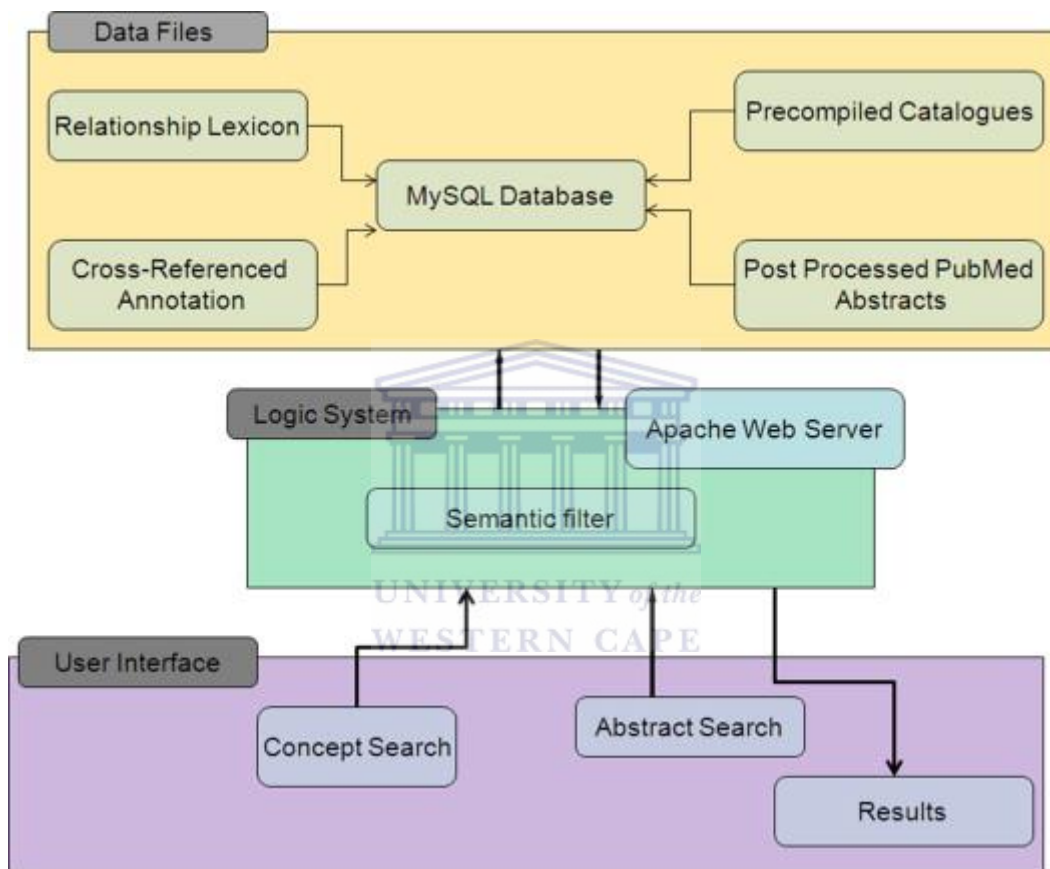 Data Files
Relationship Lexicon
Precompiled Catalogues
MySQL Database
Cross-Referenced
Annotation
Post Processed PubMed
Abstracts
Logic System
Apache Web Server
Semantic filter
UNIVERSITY of the
WESTERN CAPE
User Interface
Concept Search
Abstract Search
Results